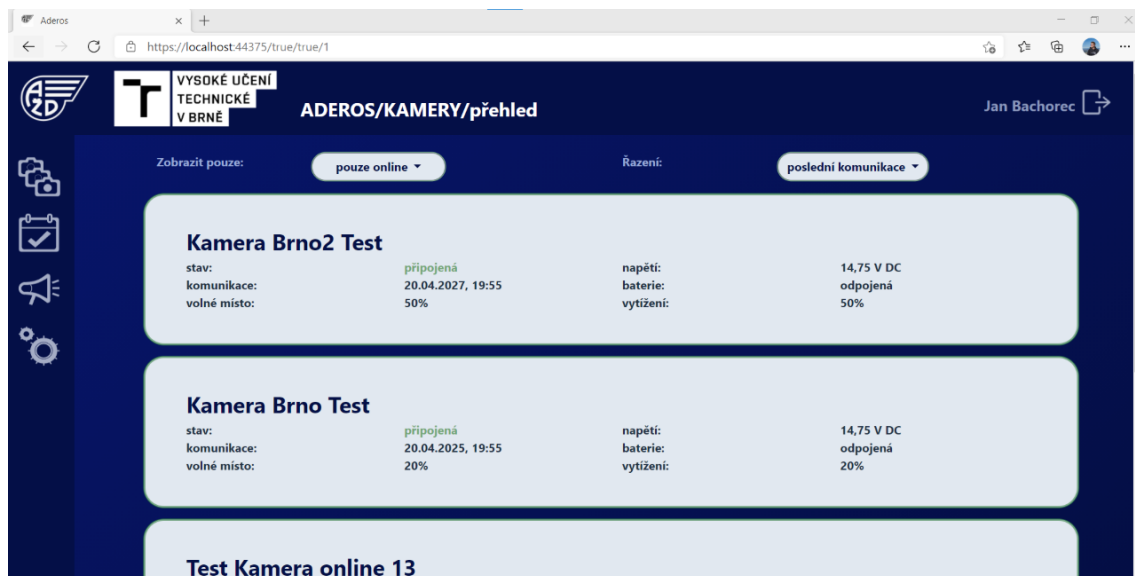 Aderos
https://localhost:44375/true/true/1
AŽD
VYSOKÉ UČENÍ
TECHNICKÉ
V BRNĚ
ADEROS/KAMERY/přehled
Jan Bachorec
Zobrazit pouze: pouze online Řazení: poslední komunikace
Kamera Brno2 Test
stav: připojená napětí: 14,75 V DC
komunikace: 20.04.2027, 19:55 baterie: odpojená
volné místo: 50% vytížení: 50%
Kamera Brno Test
stav: připojená napětí: 14,75 V DC
komunikace: 20.04.2025, 19:55 baterie: odpojená
volné místo: 20% vytížení: 20%
Test Kamera online 13